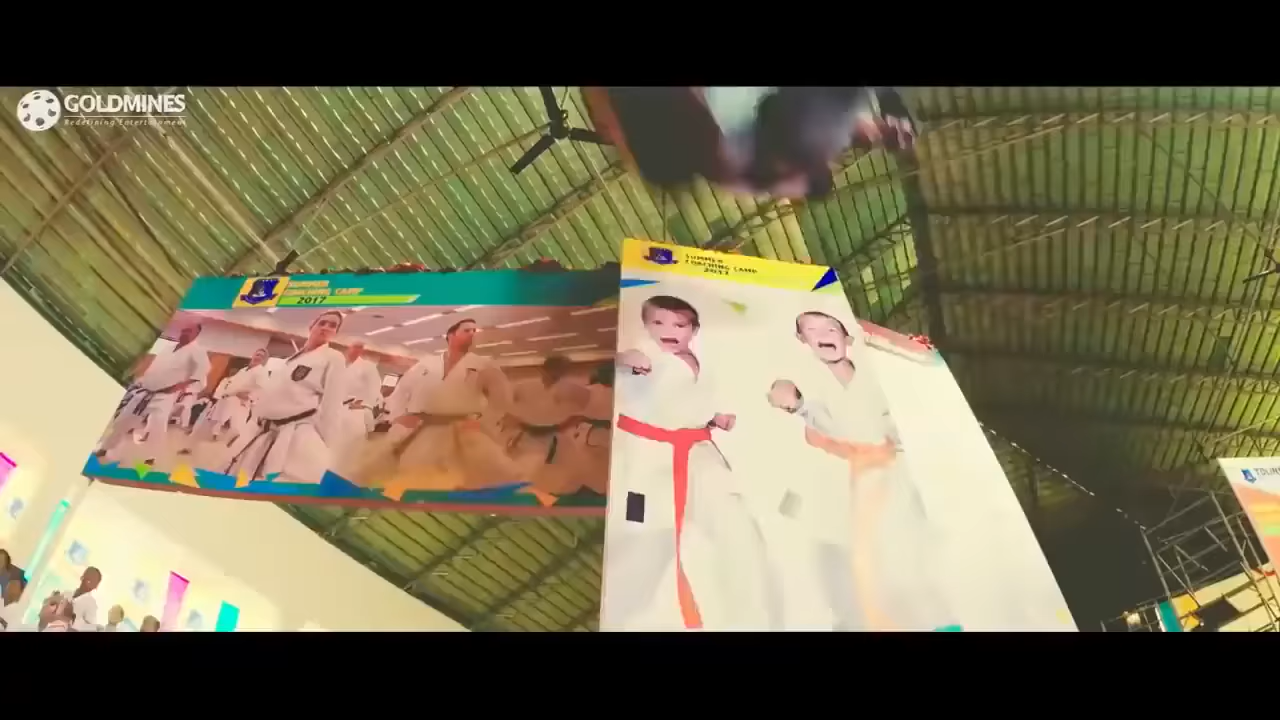 GOLDMINES
Redefining Entertainment
SUMMER
COACHING CAMP
2017
SUMMER
COACHING CAMP
2017